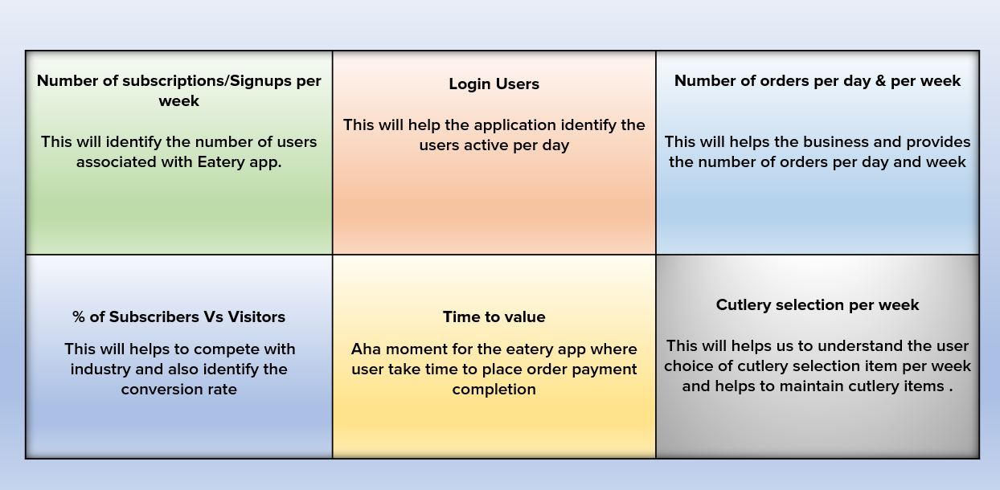 Number of subscriptions/Signups per
week
This will identify the number of users
associated with Eatery app.
Login Users
This will help the application identify the
users active per day
Number of orders per day & per week
This will helps the business and provides
the number of orders per day and week
% of Subscribers Vs Visitors
This will helps to compete with
industry and also identify the
conversion rate
Time to value
Aha moment for the eatery app where
user take time to place order payment
completion
Cutlery selection per week
This will helps us to understand the user
choice of cutlery selection item per week
and helps to maintain cutlery items .